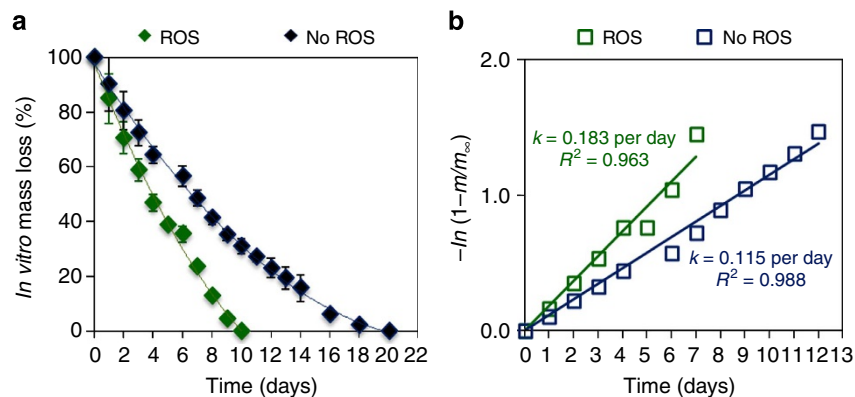 a
ROS
No ROS
In vitro mass loss (%)
100
80
60
40
20
0
0 2 4 6 8 10 12 14 16 18 20 22
Time (days)
b
ROS
No ROS
−ln (1−m/m∞)
2.0
1.0
0.0
k = 0.183 per day
R² = 0.963
k = 0.115 per day
R² = 0.988
0 1 2 3 4 5 6 7 8 9 10 11 12 13
Time (days)